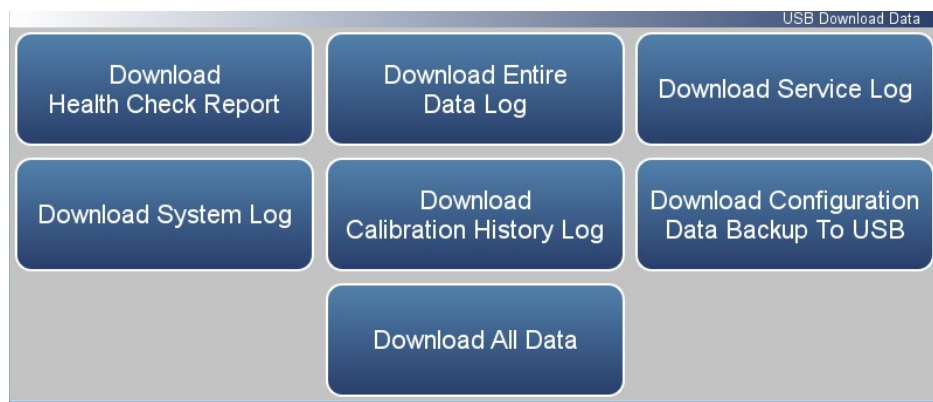 USB Download Data
Download
Health Check Report
Download Entire
Data Log
Download Service Log
Download System Log
Download
Calibration History Log
Download Configuration
Data Backup To USB
Download All Data